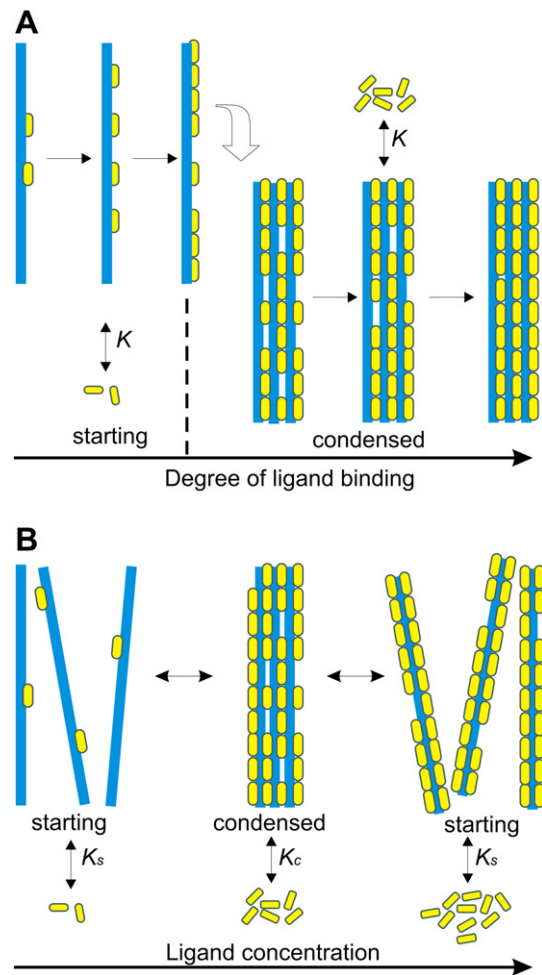 A
K
K
starting
condensed
Degree of ligand binding
B
starting
condensed
starting
Ks
Kc
Ks
Ligand concentration